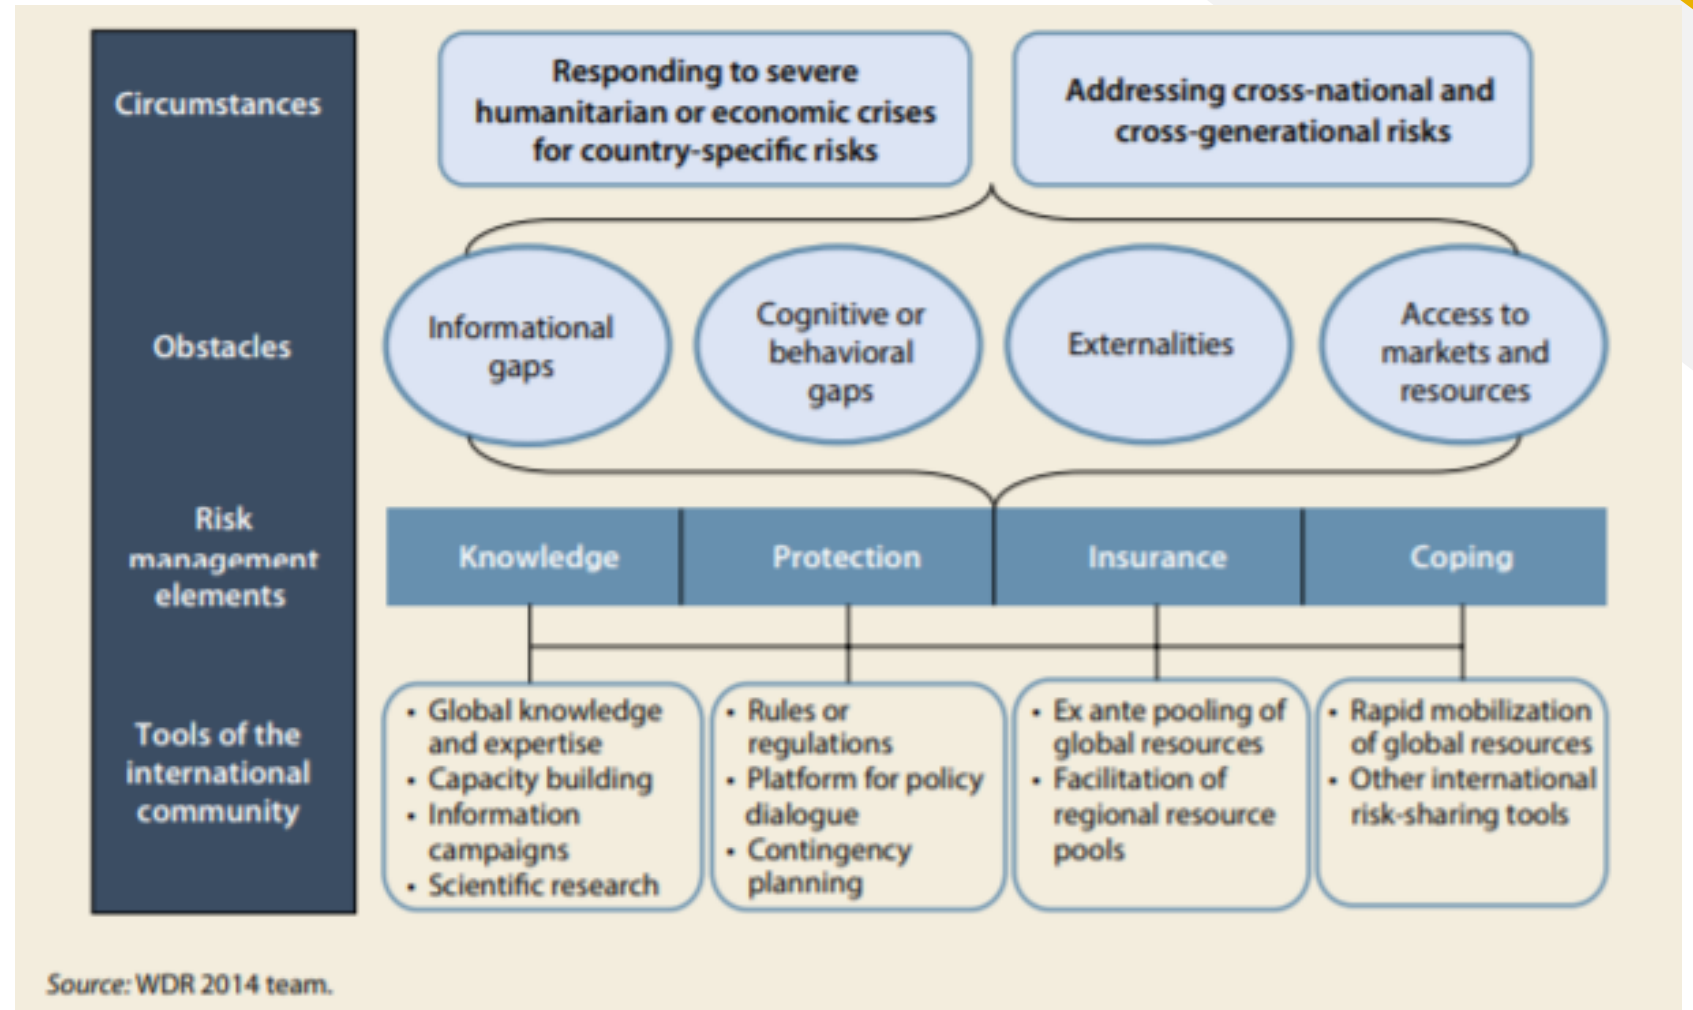 Circumstances
Responding to severe
humanitarian or economic crises
for country-specific risks
Addressing cross-national and
cross-generational risks
Obstacles
Informational
gaps
Cognitive or
behavioral
gaps
Externalities
Access to
markets and
resources
Risk
management
elements
Knowledge
Protection
Insurance
Coping
Tools of the
international
community
• Global knowledge
and expertise
• Capacity building
• Information
campaigns
• Scientific research
• Rules or
regulations
• Platform for policy
dialogue
• Contingency
planning
• Ex ante pooling of
global resources
• Facilitation of
regional resource
pools
• Rapid mobilization
of global resources
• Other international
risk-sharing tools
Source: WDR 2014 team.